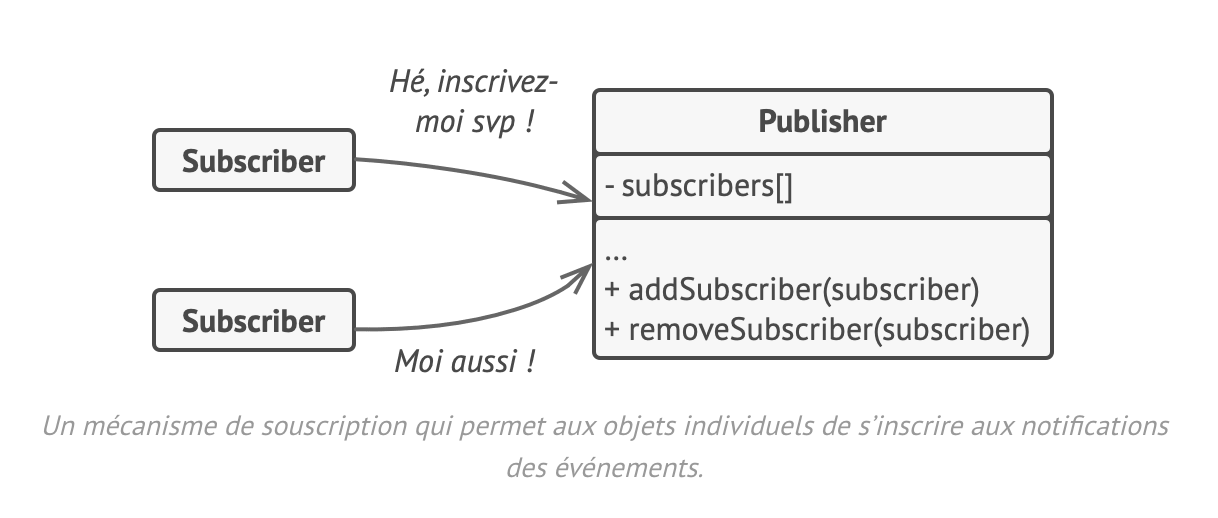 Hé, inscrivez-
moi svp !
Subscriber
Publisher
- subscribers[]
...
+ addSubscriber(subscriber)
+ removeSubscriber(subscriber)
Subscriber
Moi aussi !
Un mécanisme de souscription qui permet aux objets individuels de s’inscrire aux notifications
des événements.